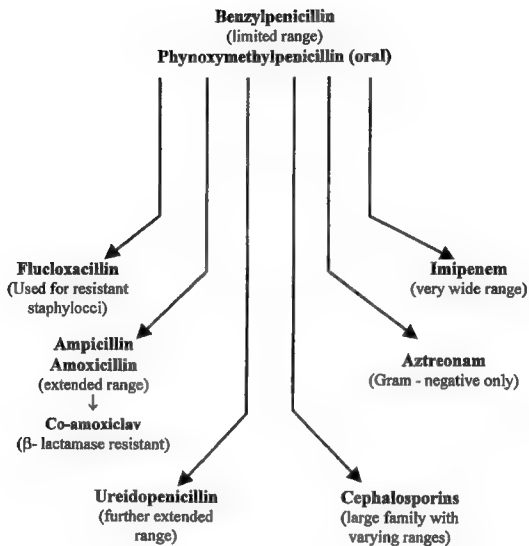 Benzylpenicillin
(limited range)
Phynoxymethylpenicillin (oral)
Flucloxacillin
(Used for resistant
staphylocci)
Imipenem
(very wide range)
Ampicillin
Amoxicillin
(extended range)
Co-amoxiclav
(β- lactamase resistant)
Aztreonam
(Gram - negative only)
Ureidopenicillin
(further extended
range)
Cephalosporins
(large family with
varying ranges)